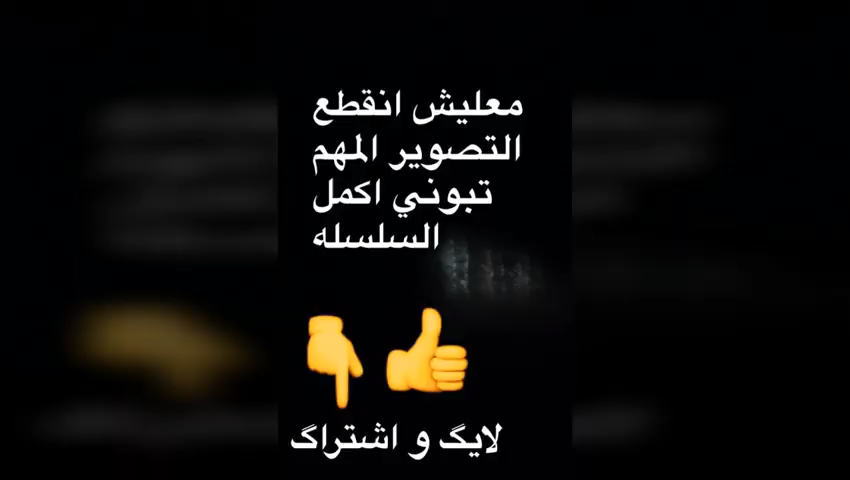 معليش انقطع
التصوير المهم
تبوني اكمل
السلسله
لايگ و اشتراگ